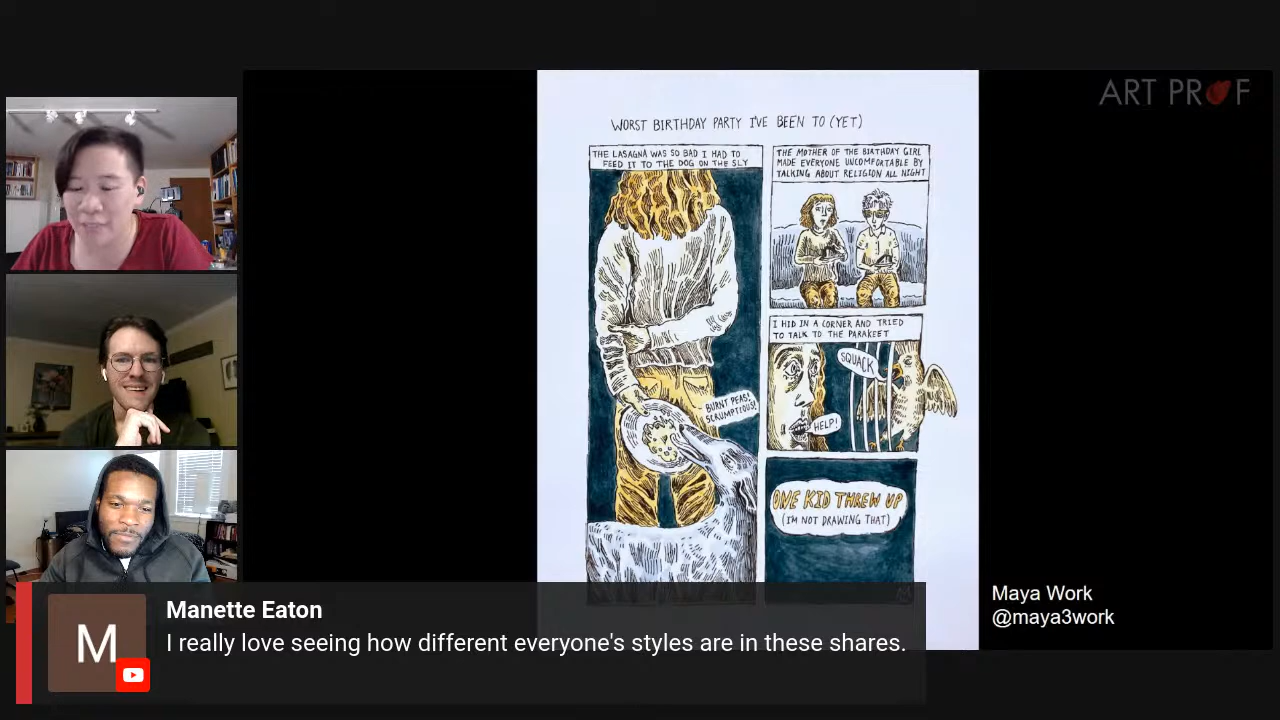 ART PROF
WORST BIRTHDAY PARTY I'VE BEEN TO (YET)
THE LASAGNA WAS SO BAD I HAD TO
FEED IT TO THE DOG ON THE SLY
BURNT PEAS!
SCRUMPTIOUS!
THE MOTHER OF THE BIRTHDAY GIRL
MADE EVERYONE UNCOMFORTABLE BY
TALKING ABOUT RELIGION ALL NIGHT
I HID IN A CORNER AND TRIED
TO TALK TO THE PARAKEET
SQUACK
HELP!
ONE KID THREW UP
(I'M NOT DRAWING THAT)
Maya Work
@maya3work
M
Manette Eaton
I really love seeing how different everyone's styles are in these shares.